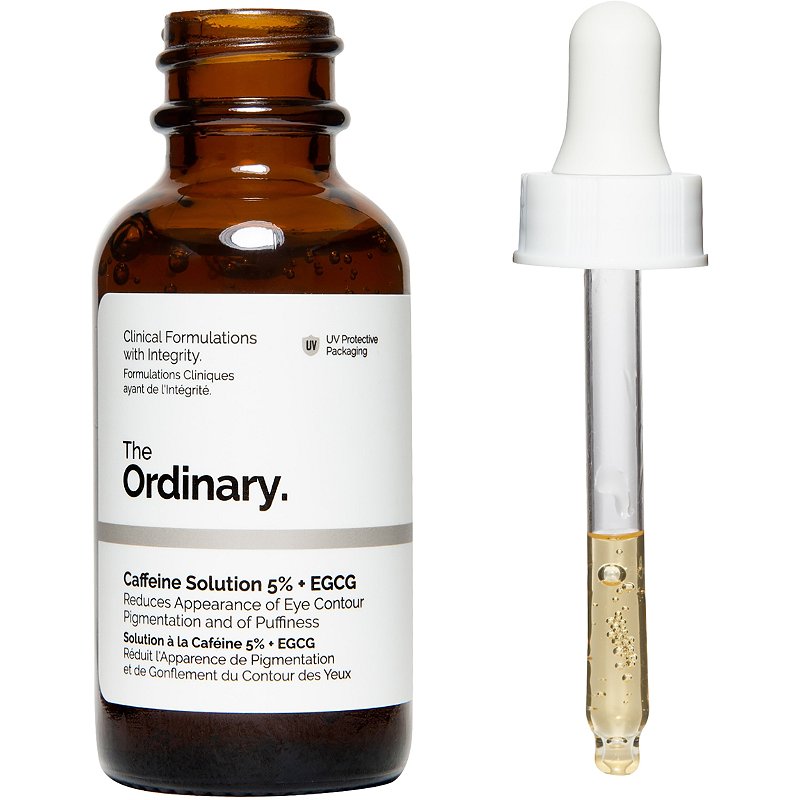 Clinical Formulations
with Integrity.
Formulations Cliniques
ayant de l'Intégrité.
UV
UV Protective
Packaging
The
Ordinary.
Caffeine Solution 5% + EGCG
Reduces Appearance of Eye Contour
Pigmentation and of Puffiness
Solution à la Caféine 5% + EGCG
Réduit l'Apparence de Pigmentation
et de Gonflement du Contour des Yeux